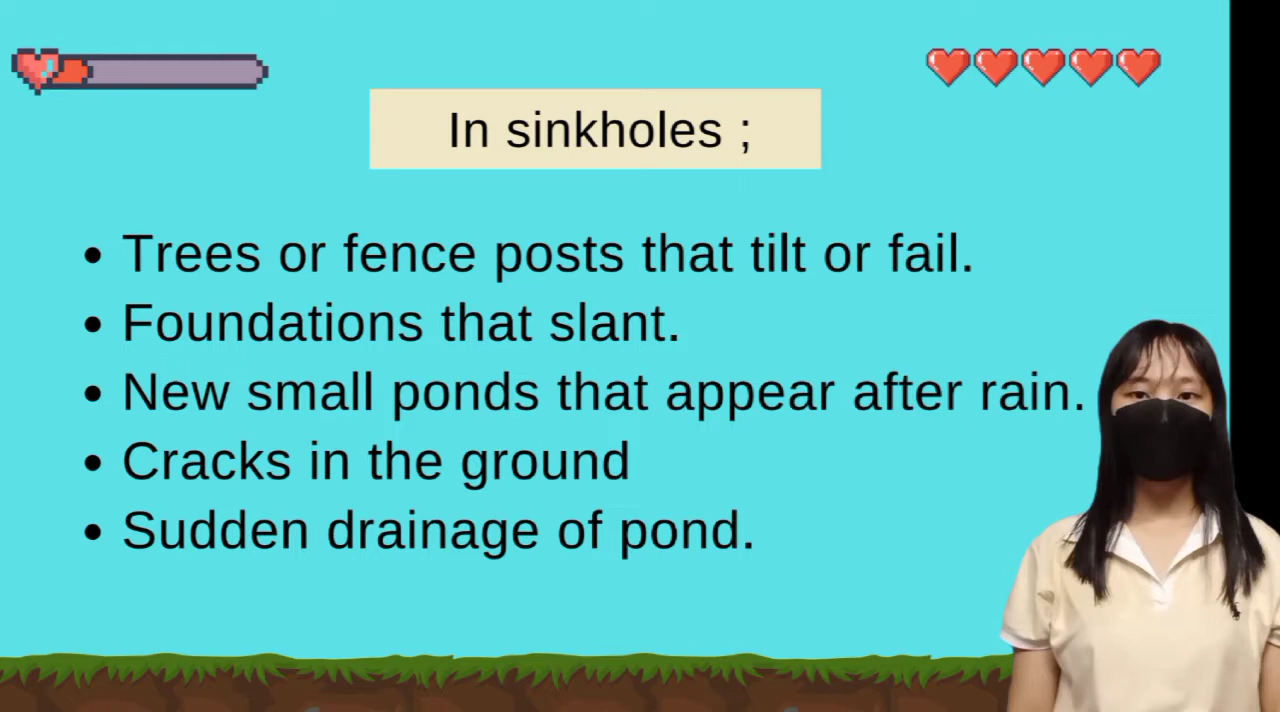 In sinkholes ;
• Trees or fence posts that tilt or fail.
• Foundations that slant.
• New small ponds that appear after rain.
• Cracks in the ground
• Sudden drainage of pond.